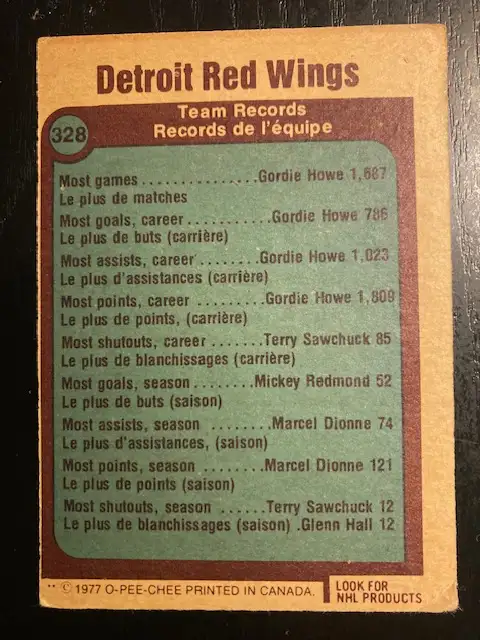 Detroit Red Wings
328
Team Records
Records de l'équipe
Most games ...............Gordie Howe 1,687
Le plus de matches
Most goals, career ...........Gordie Howe 786
Le plus de buts (carrière)
Most assists, career ........Gordie Howe 1,023
Le plus d'assistances (carrière)
Most points, career .........Gordie Howe 1,809
Le plus de points, (carrière)
Most shutouts, career .......Terry Sawchuck 85
Le plus de blanchissages (carrière)
Most goals, season ........Mickey Redmond 52
Le plus de buts (saison)
Most assists, season ........Marcel Dionne 74
Le plus d'assistances, (saison)
Most points, season ........Marcel Dionne 121
Le plus de points (saison)
Most shutouts, season ......Terry Sawchuck 12
Le plus de blanchissages (saison) .Glenn Hall 12
** © 1977 O-PEE-CHEE PRINTED IN CANADA.
LOOK FOR
NHL PRODUCTS